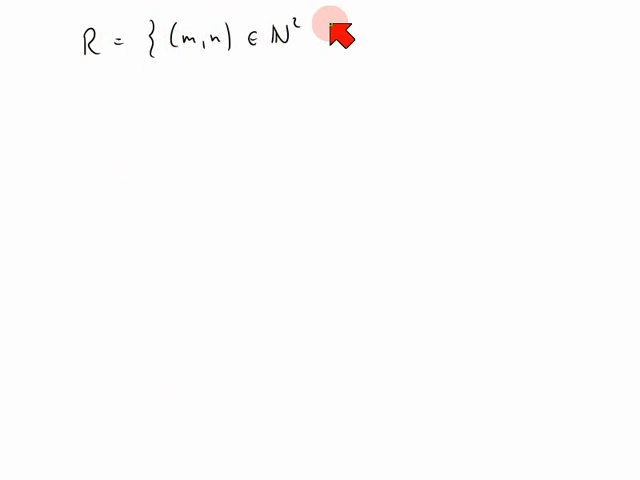 R = { (m,n) ∈ ℕ²